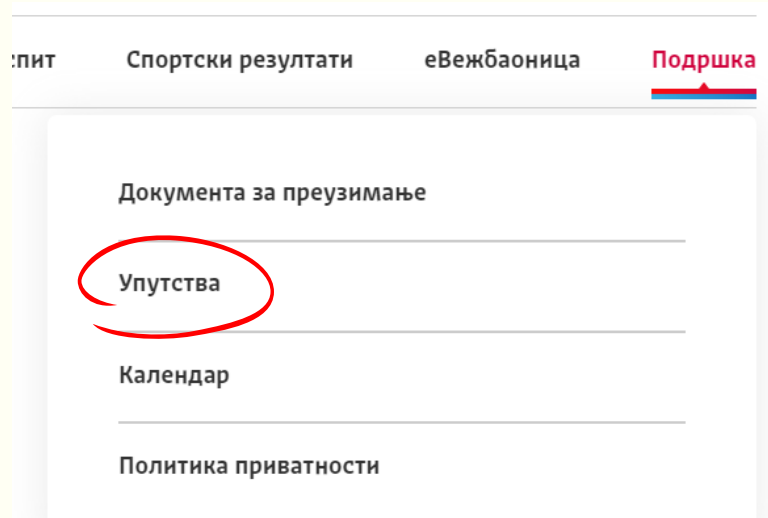 Спортски резултати еВежбаоница Подршка
Документа за преузимање
Упутства
Календар
Политика приватности